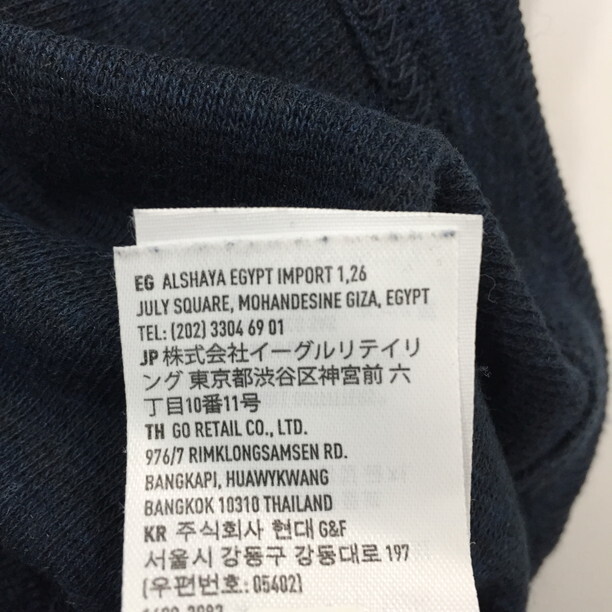 EG ALSHAYA EGYPT IMPORT 1,26
JULY SQUARE, MOHANDESINE GIZA, EGYPT
TEL: (202) 3304 69 01
JP 株式会社イーグルリテイリ
ング 東京都渋谷区神宮前 六
丁目10番11号
TH GO RETAIL CO., LTD.
976/7 RIMKLONGSAMSEN RD.
BANGKAPI, HUAWYKWANG
BANGKOK 10310 THAILAND
KR 주식회사 현대 G&F
서울시 강동구 강동대로 197
(우편번호: 05402)